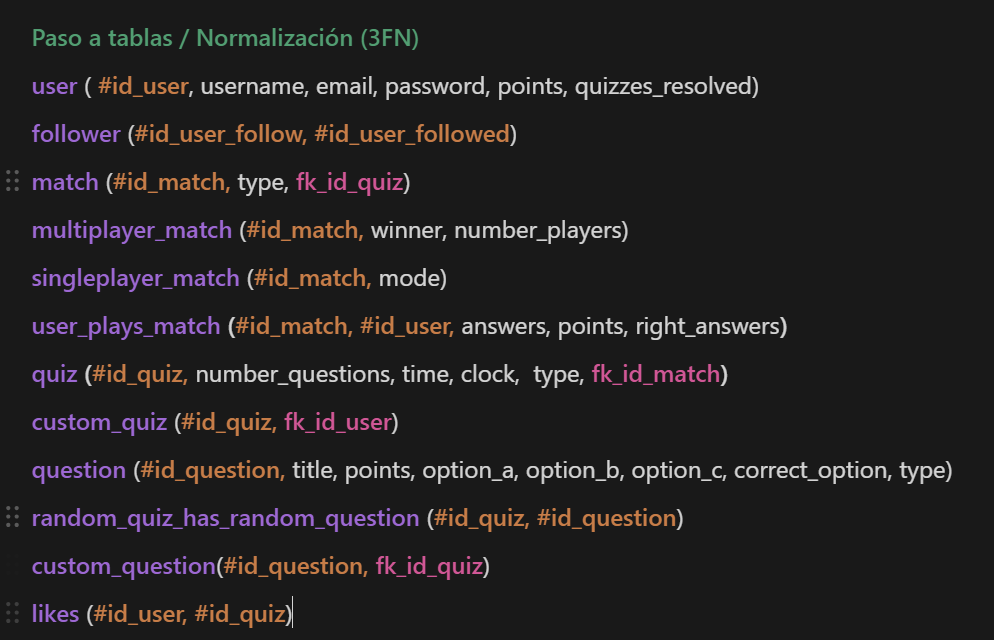 Paso a tablas / Normalización (3FN)
user ( #id_user, username, email, password, points, quizzes_resolved)
follower (#id_user_follow, #id_user_followed)
match (#id_match, type, fk_id_quiz)
multiplayer_match (#id_match, winner, number_players)
singleplayer_match (#id_match, mode)
user_plays_match (#id_match, #id_user, answers, points, right_answers)
quiz (#id_quiz, number_questions, time, clock,  type, fk_id_match)
custom_quiz (#id_quiz, fk_id_user)
question (#id_question, title, points, option_a, option_b, option_c, correct_option, type)
random_quiz_has_random_question (#id_quiz, #id_question)
custom_question(#id_question, fk_id_quiz)
likes (#id_user, #id_quiz)